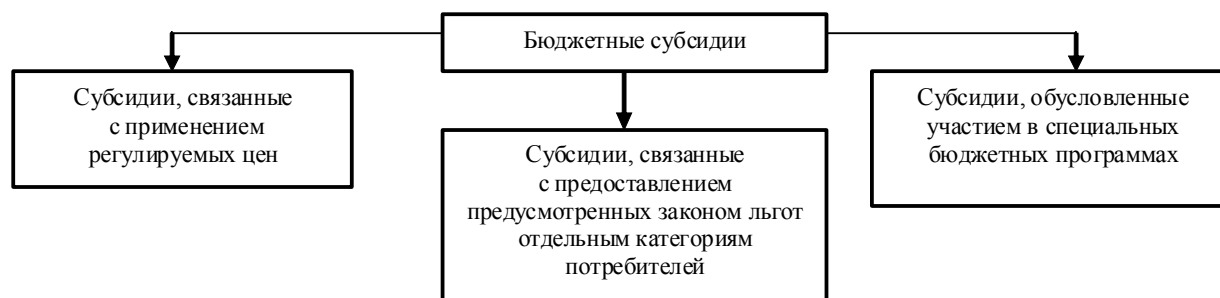 Бюджетные субсидии
Субсидии, связанные
с применением
регулируемых цен
Субсидии, связанные
с предоставлением
предусмотренных законом льгот
отдельным категориям
потребителей
Субсидии, обусловленные
участием в специальных
бюджетных программах